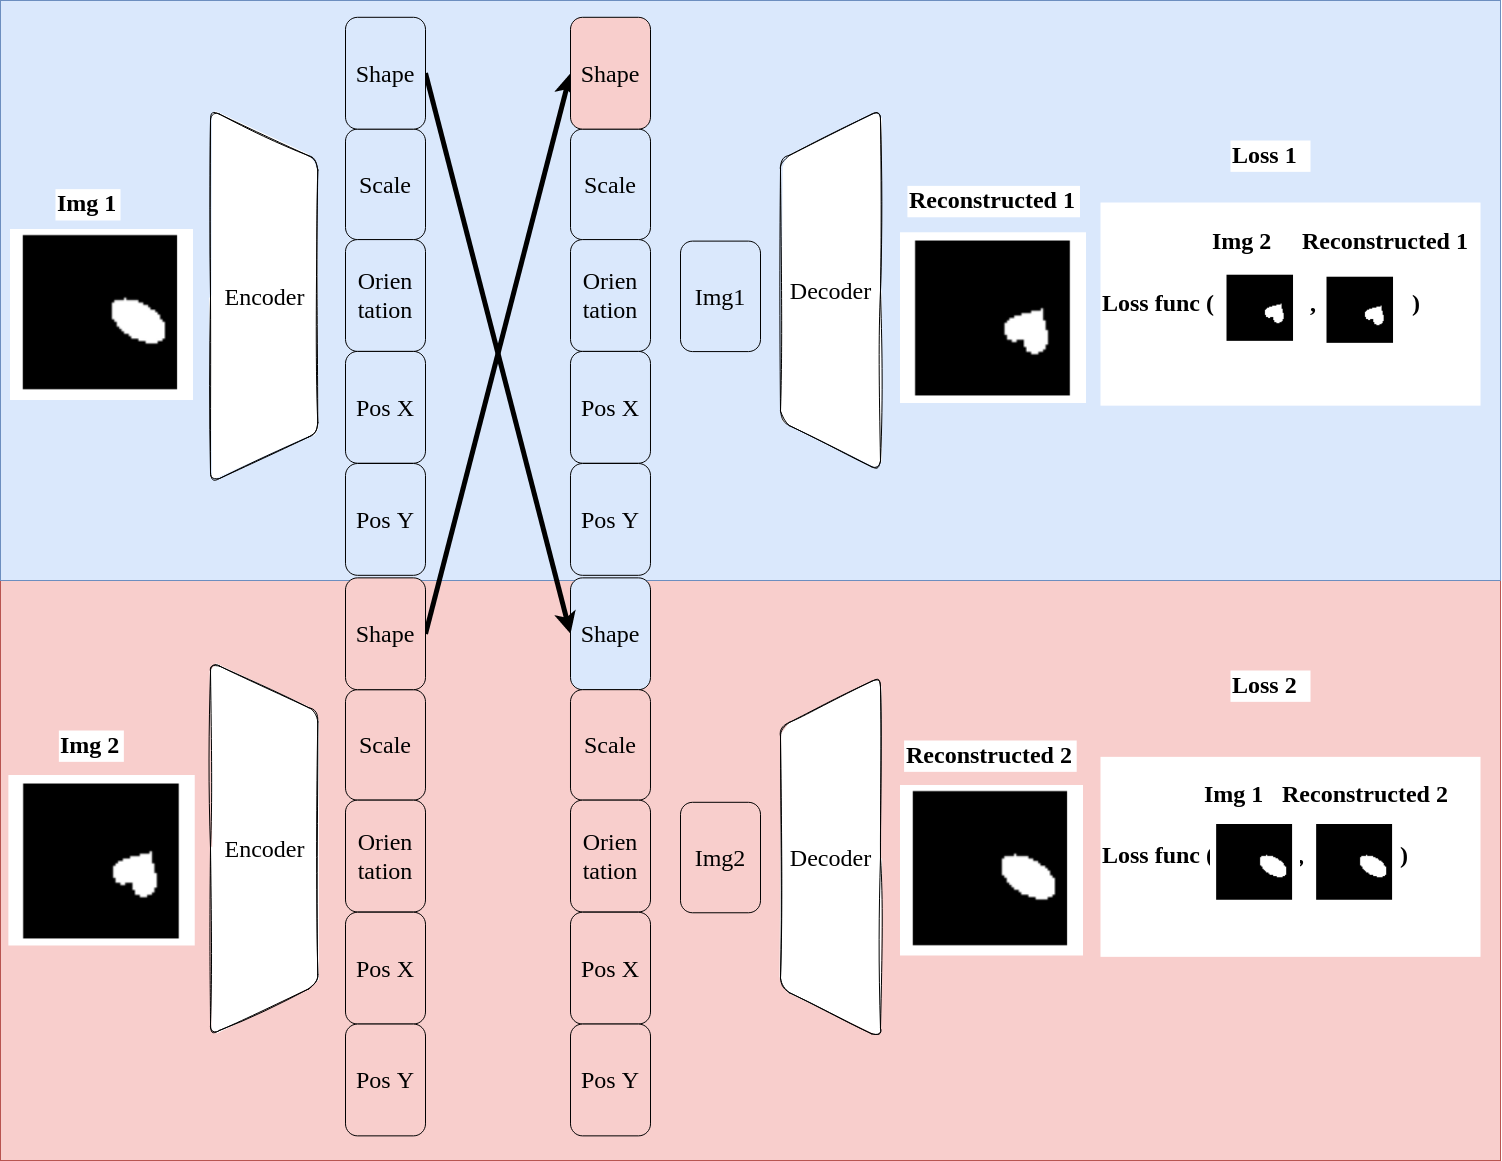 Img 1
Encoder
Shape
Scale
Orien
tation
Pos X
Pos Y
Shape
Scale
Orien
tation
Pos X
Pos Y
Img1
Decoder
Reconstructed 1
Loss 1
Img 2 Reconstructed 1
Loss func ( , )
Img 2
Encoder
Shape
Scale
Orien
tation
Pos X
Pos Y
Shape
Scale
Orien
tation
Pos X
Pos Y
Img2
Decoder
Reconstructed 2
Loss 2
Img 1 Reconstructed 2
Loss func ( , )